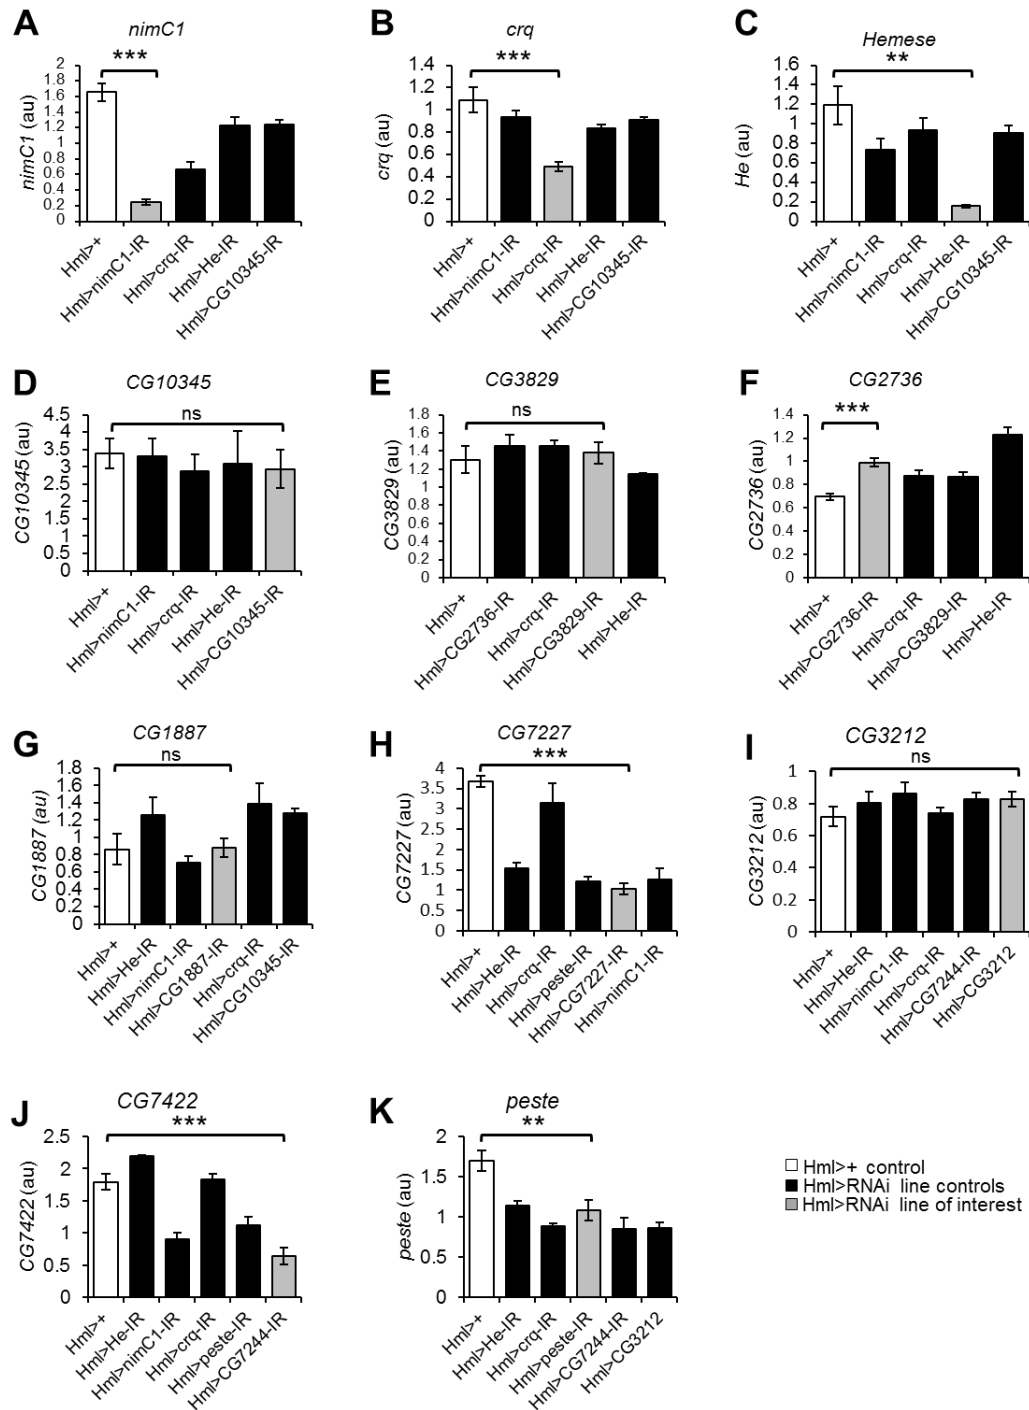 A
nimC1
***
nimC1 (au)
2
1.8
1.6
1.4
1.2
1
0.8
0.6
0.4
0.2
0
Hml>+
Hml>nimC1-IR
Hml>crq-IR
Hml>He-IR
Hml>CG10345-IR
B
crq
***
crq (au)
1.4
1.2
1
0.8
0.6
0.4
0.2
0
Hml>+
Hml>nimC1-IR
Hml>crq-IR
Hml>He-IR
Hml>CG10345-IR
C
Hemese
**
He (au)
1.6
1.4
1.2
1
0.8
0.6
0.4
0.2
0
Hml>+
Hml>nimC1-IR
Hml>crq-IR
Hml>He-IR
Hml>CG10345-IR
D
CG10345
ns
CG10345 (au)
4.5
4
3.5
3
2.5
2
1.5
1
0.5
0
Hml>+
Hml>nimC1-IR
Hml>crq-IR
Hml>He-IR
Hml>CG10345-IR
E
CG3829
ns
CG3829 (au)
1.8
1.6
1.4
1.2
1
0.8
0.6
0.4
0.2
0
Hml>+
Hml>CG2736-IR
Hml>crq-IR
Hml>CG3829-IR
Hml>He-IR
F
CG2736
***
CG2736 (au)
1.4
1.2
1
0.8
0.6
0.4
0.2
0
Hml>+
Hml>CG2736-IR
Hml>crq-IR
Hml>CG3829-IR
Hml>He-IR
G
CG1887
ns
CG1887 (au)
1.8
1.6
1.4
1.2
1
0.8
0.6
0.4
0.2
0
Hml>+
Hml>He-IR
Hml>nimC1-IR
Hml>CG1887-IR
Hml>crq-IR
Hml>CG10345-IR
H
CG7227
***
CG7227 (au)
4
3.5
3
2.5
2
1.5
1
0.5
0
Hml>+
Hml>He-IR
Hml>crq-IR
Hml>peste-IR
Hml>CG7227-IR
Hml>nimC1-IR
I
CG3212
ns
CG3212 (au)
1
0.8
0.6
0.4
0.2
0
Hml>+
Hml>He-IR
Hml>nimC1-IR
Hml>crq-IR
Hml>CG7244-IR
Hml>CG3212
J
CG7422
***
CG7422 (au)
2.5
2
1.5
1
0.5
0
Hml>+
Hml>He-IR
Hml>nimC1-IR
Hml>crq-IR
Hml>peste-IR
Hml>CG7244-IR
K
peste
**
peste (au)
2
1.5
1
0.5
0
Hml>+
Hml>He-IR
Hml>crq-IR
Hml>peste-IR
Hml>CG7244-IR
Hml>CG3212
Hml>+ control
Hml>RNAi line controls
Hml>RNAi line of interest